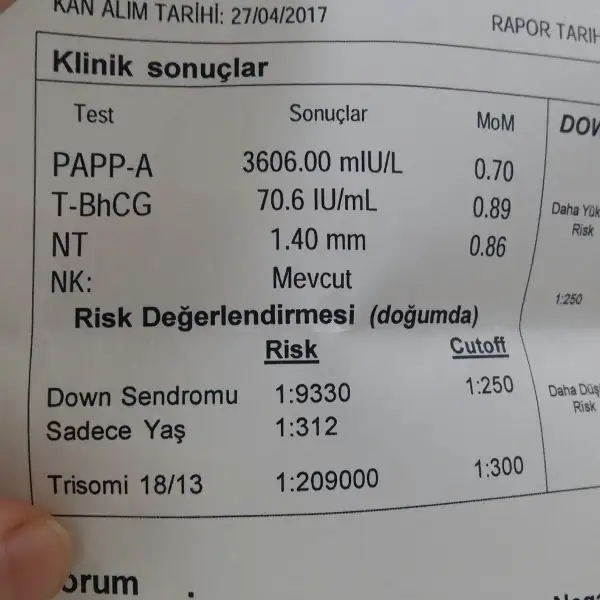 KAN ALIM TARİHİ: 27/04/2017
RAPOR
Klinik sonuçlar
Test Sonuçlar MoM
PAPP-A 3606.00 mIU/L 0.70
T-BhCG 70.6 IU/mL 0.89
NT 1.40 mm 0.86
NK: Mevcut
Risk Değerlendirmesi (doğumda)
Risk Cutoff
Down Sendromu 1:9330 1:250
Sadece Yaş 1:312
Trisomi 18/13 1:209000 1:300
Daha
Risk
1:250
Daha
Risk